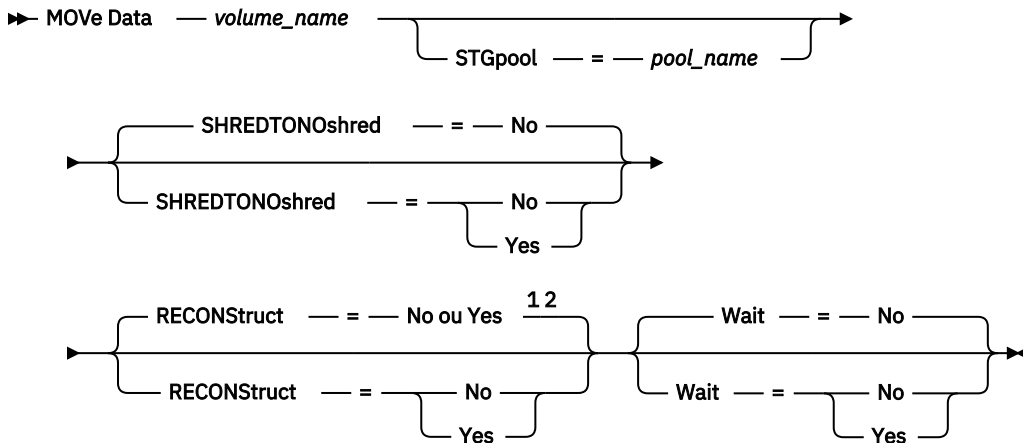 MOVe Data — volume_name
STGpool — = — pool_name
SHREDTONOshred — = — No
SHREDTONOshred — = — No
Yes
1 2
RECONStruct — = — No ou Yes
Wait — = — No
RECONStruct — = — No
Yes
Wait — = — No
Yes